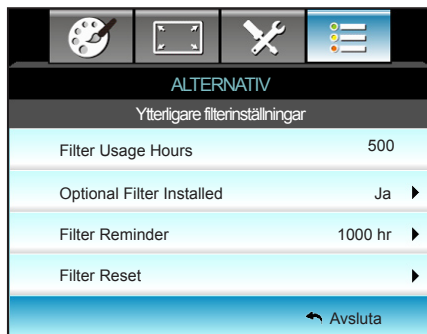 ALTERNATIV
Ytterligare filterinställningar
Filter Usage Hours 500
Optional Filter Installed Ja
Filter Reminder 1000 hr
Filter Reset
Avsluta